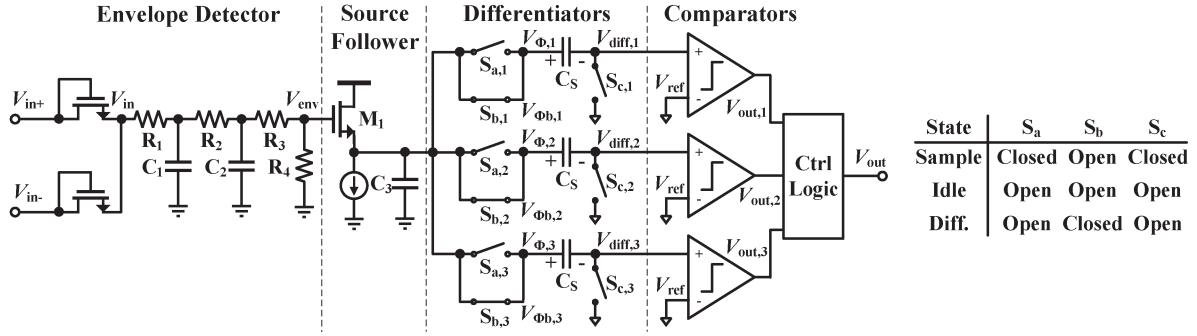 Envelope Detector
Source Follower
Differentiators
Comparators
Vin+
Vin
Vin-
R1
R2
R3
R4
C1
C2
Venv
M1
C3
Sa,1
Sb,1
VΦ,1
VΦb,1
+ -
CS
Vdiff,1
Sc,1
Vref
+
-
Vout,1
Sa,2
Sb,2
VΦ,2
VΦb,2
+ -
CS
Vdiff,2
Sc,2
Vref
+
-
Vout,2
Sa,3
Sb,3
VΦ,3
VΦb,3
+ -
CS
Vdiff,3
Sc,3
Vref
+
-
Vout,3
Ctrl
Logic
Vout
State Sa Sb Sc
Sample Closed Open Closed
Idle Open Open Open
Diff. Open Closed Open